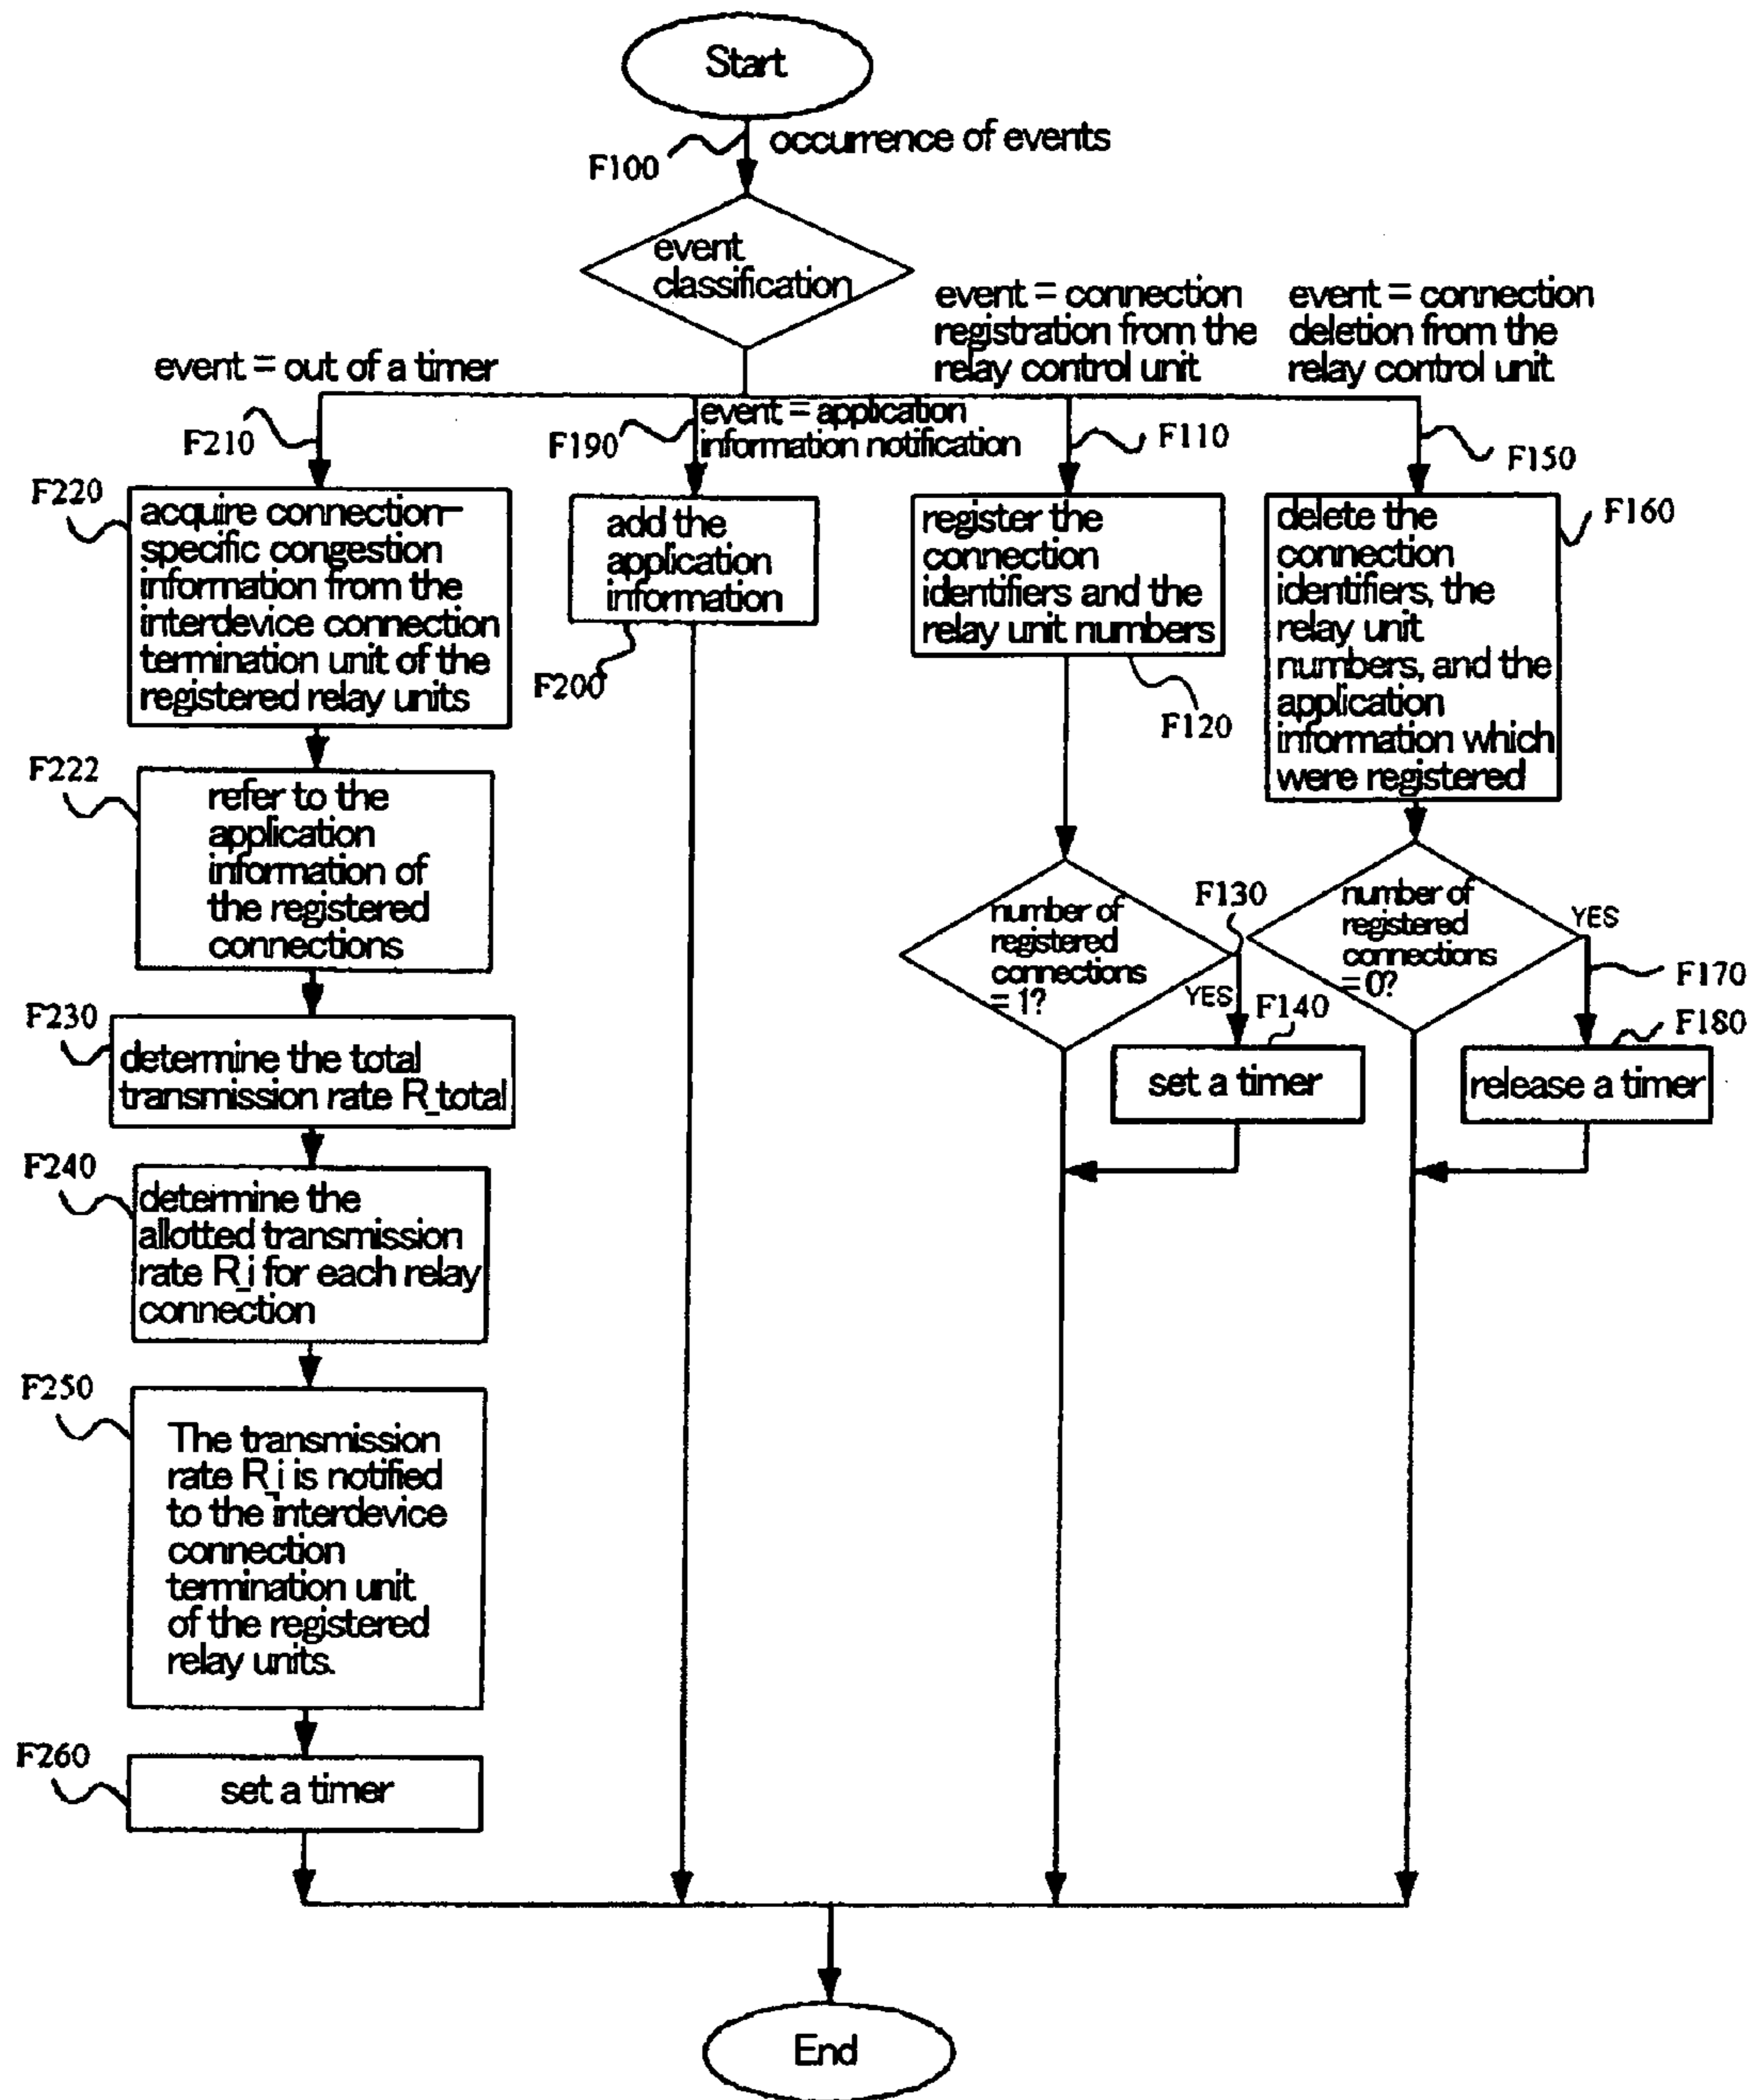 Start
F100
occurrence of events
event
classification
event = out of a timer
event = connection
registration from the
relay control unit
event = connection
deletion from the
relay control unit
F210
F190
event = application
information notification
F110
F150
F220
acquire connection-
specific congestion
information from the
interdevice connection
termination unit of the
registered relay units
add the
application
information
F200
register the
connection
identifiers and the
relay unit numbers
F120
delete the
connection
identifiers, the
relay unit
numbers, and the
application
information which
were registered
F160
F222
refer to the
application
information of
the registered
connections
number of
registered
connections
= 1?
F130
YES
F140
set a timer
number of
registered
connections
= 0?
YES
F170
F180
release a timer
F230
determine the total
transmission rate R_total
F240
determine the
allotted transmission
rate R_i for each relay
connection
F250
The transmission
rate R_i is notified
to the interdevice
connection
termination unit
of the registered
relay units.
F260
set a timer
End